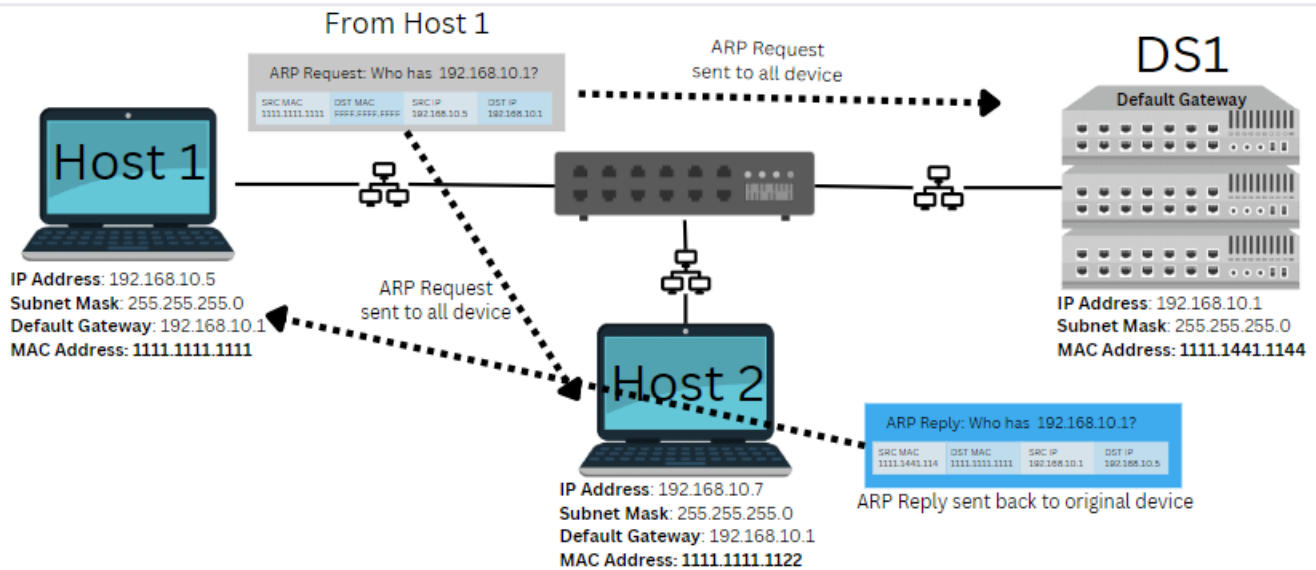 From Host 1
ARP Request: Who has 192.168.10.1?
SRC MAC DST MAC SRC IP DST IP
1111.1111.1111 FFFF.FFFF.FFFF 192.168.10.5 192.168.10.1
ARP Request
sent to all device
DS1
Default Gateway
Host 1
IP Address: 192.168.10.5
Subnet Mask: 255.255.255.0
Default Gateway: 192.168.10.1
MAC Address: 1111.1111.1111
ARP Request
sent to all device
IP Address: 192.168.10.1
Subnet Mask: 255.255.255.0
MAC Address: 1111.1441.1144
Host 2
IP Address: 192.168.10.7
Subnet Mask: 255.255.255.0
Default Gateway: 192.168.10.1
MAC Address: 1111.1111.1122
ARP Reply: Who has 192.168.10.1?
SRC MAC DST MAC SRC IP DST IP
1111.1441.114 1111.1111.1111 192.168.10.1 192.168.10.5
ARP Reply sent back to original device